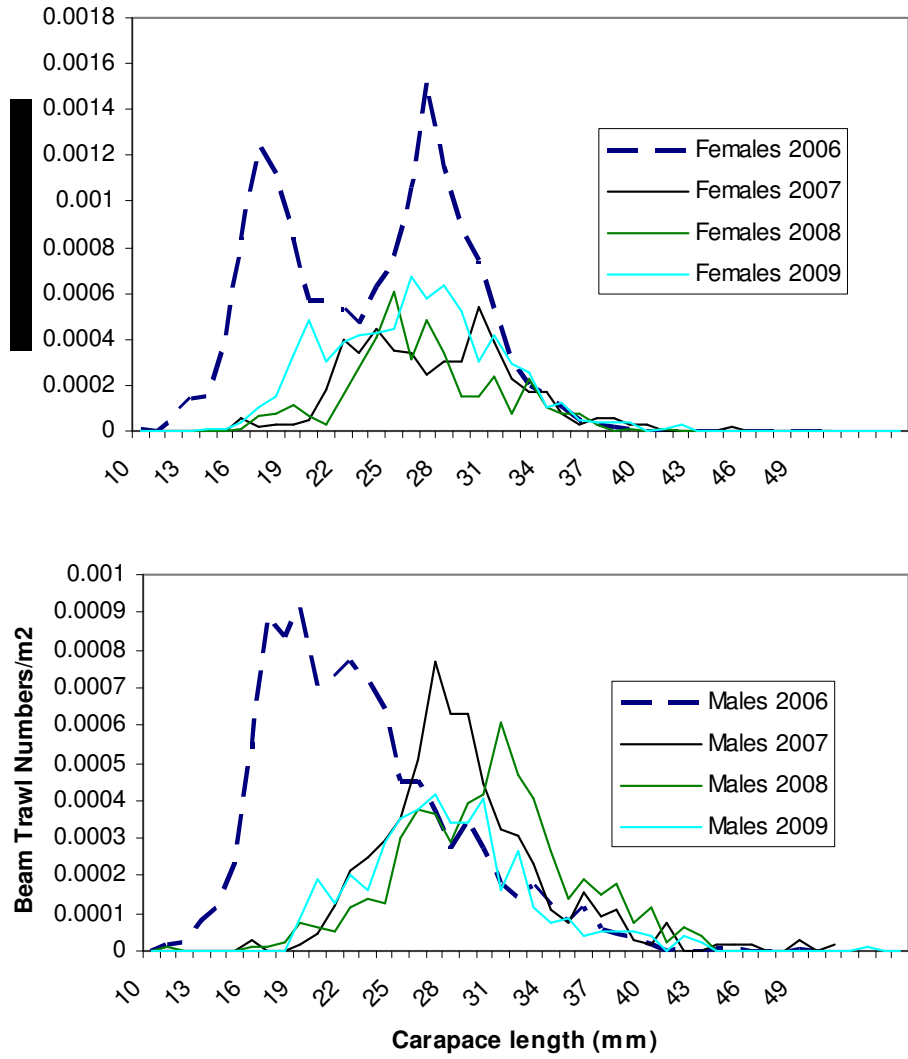 0.0018
0.0016
0.0014
0.0012
0.001
0.0008
0.0006
0.0004
0.0002
0
Females 2006
Females 2007
Females 2008
Females 2009
10 13 16 19 22 25 28 31 34 37 40 43 46 49
0.001
0.0009
0.0008
0.0007
0.0006
0.0005
0.0004
0.0003
0.0002
0.0001
0
Beam Trawl Numbers/m2
Males 2006
Males 2007
Males 2008
Males 2009
10 13 16 19 22 25 28 31 34 37 40 43 46 49
Carapace length (mm)